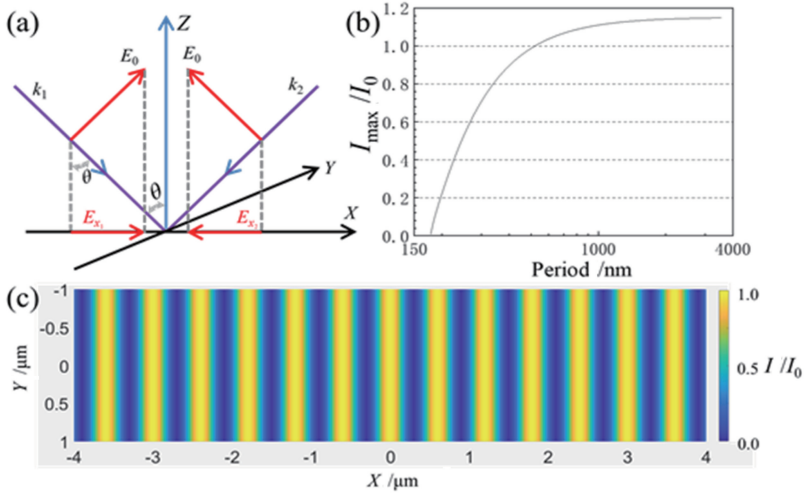 (a)
Z
E₀ E₀
k₁ k₂
θ θ
Y
Eₓ₁ Eₓ₂
X
(b)
1.2
1.0
0.8
0.6
0.4
0.2
0.0
I_max /I₀
150 1000 4000
Period /nm
(c)
-1
-0.5
0
0.5
1
Y /μm
-4 -3 -2 -1 0 1 2 3 4
X /μm
1.0
0.5
0.0
I /I₀